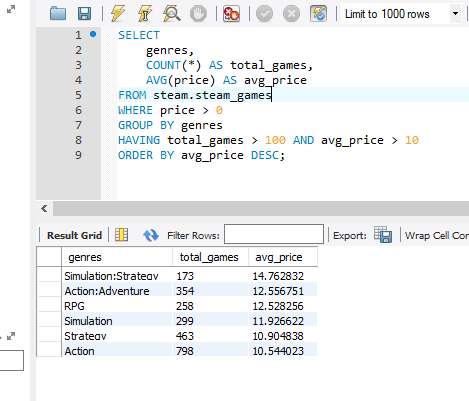 Limit to 1000 rows
1 SELECT
2 genres,
3 COUNT(*) AS total_games,
4 AVG(price) AS avg_price
5 FROM steam.steam_games
6 WHERE price > 0
7 GROUP BY genres
8 HAVING total_games > 100 AND avg_price > 10
9 ORDER BY avg_price DESC;
Result Grid Filter Rows: Export: Wrap Cell Con
genres total_games avg_price
Simulation;Strategy 173 14.762832
Action;Adventure 354 12.556751
RPG 258 12.528256
Simulation 299 11.926622
Strategy 463 10.904838
Action 798 10.544023